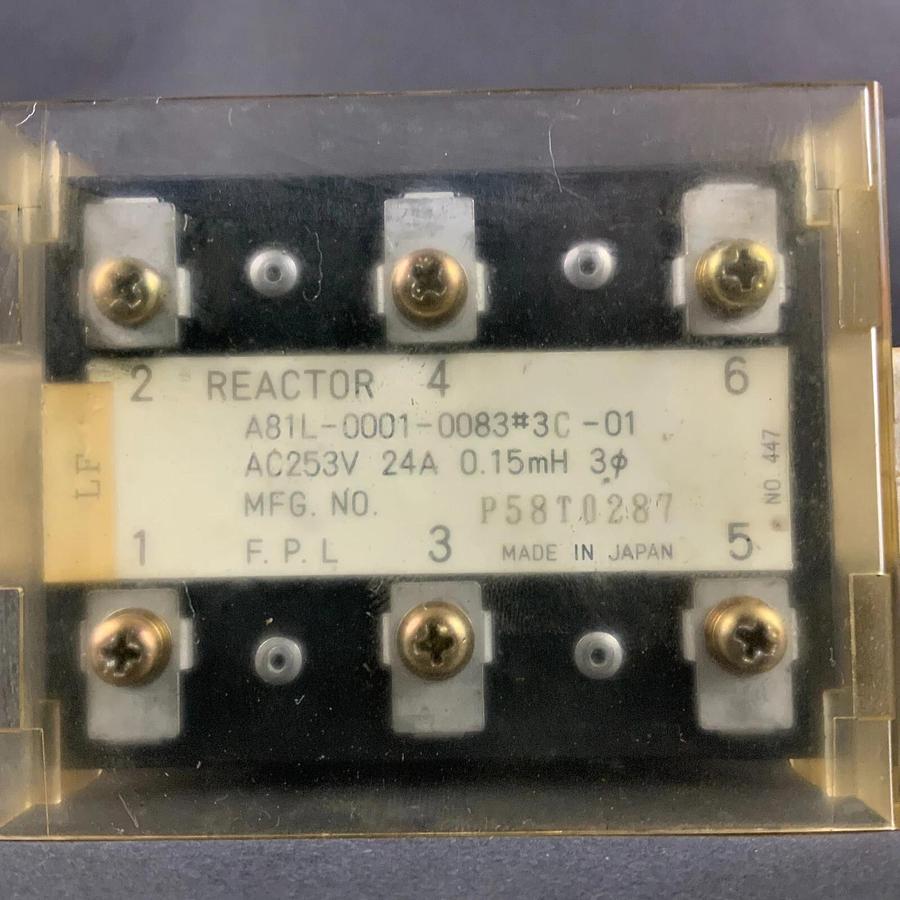 2 REACTOR 4 6
A81L-0001-0083#3C -01
AC253V 24A 0.15mH 3φ
MFG. NO. P58T0287
1 F.P.L 3 MADE IN JAPAN 5
LF
NO. 447